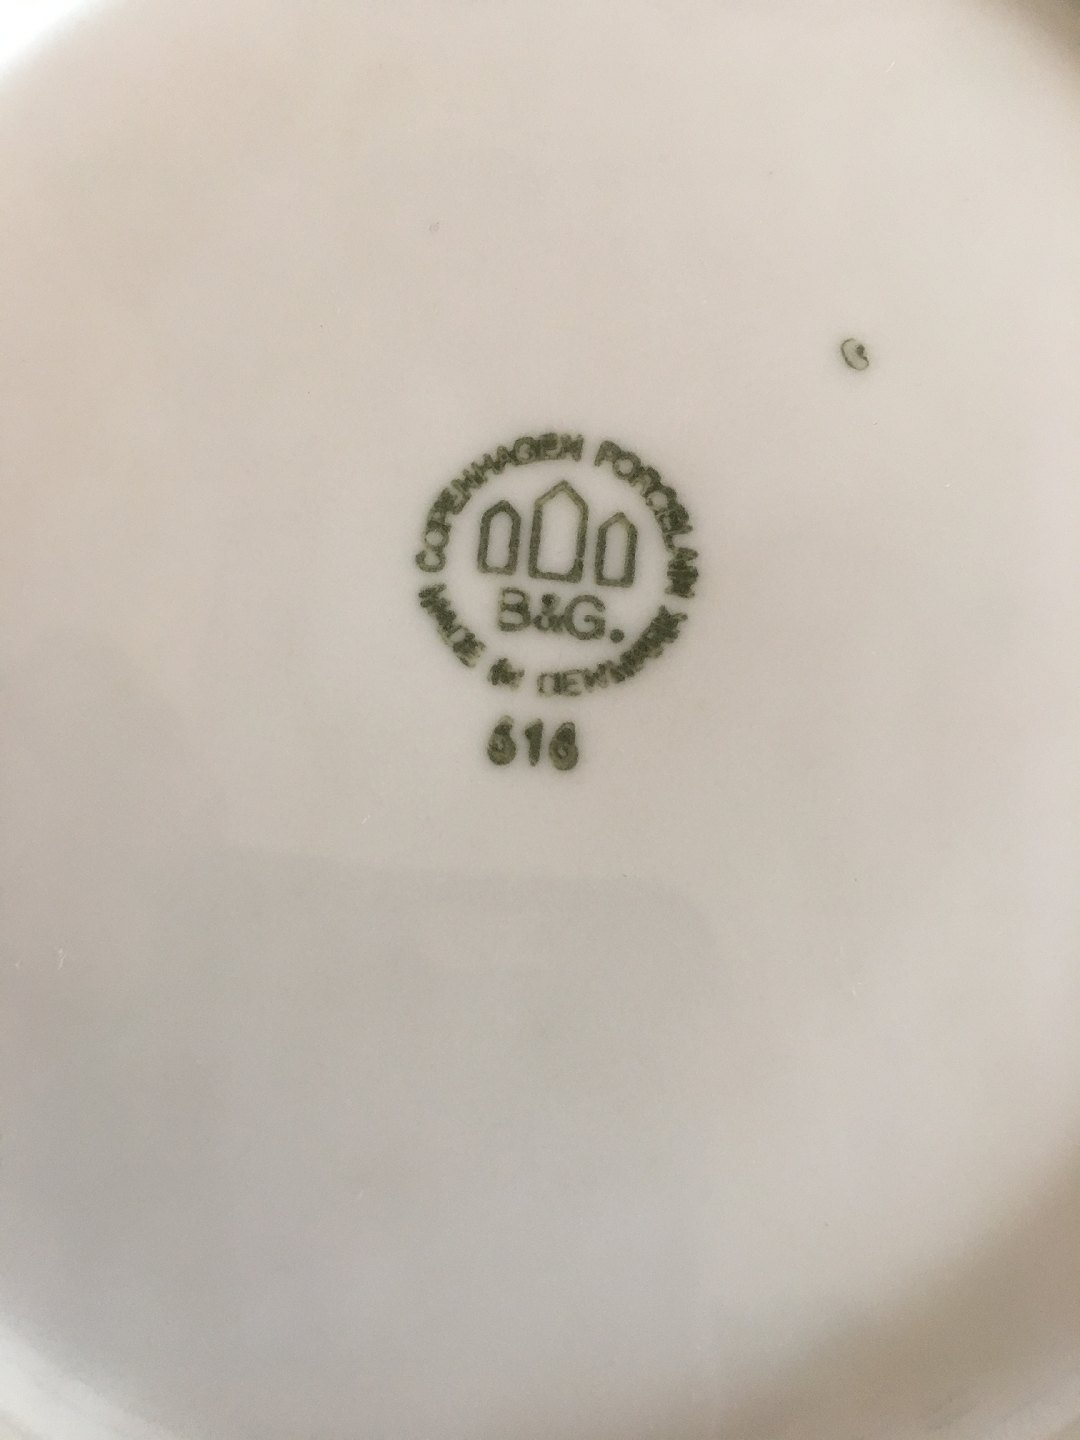 COPENHAGEN PORCELAIN
B&G.
MADE IN DENMARK
616